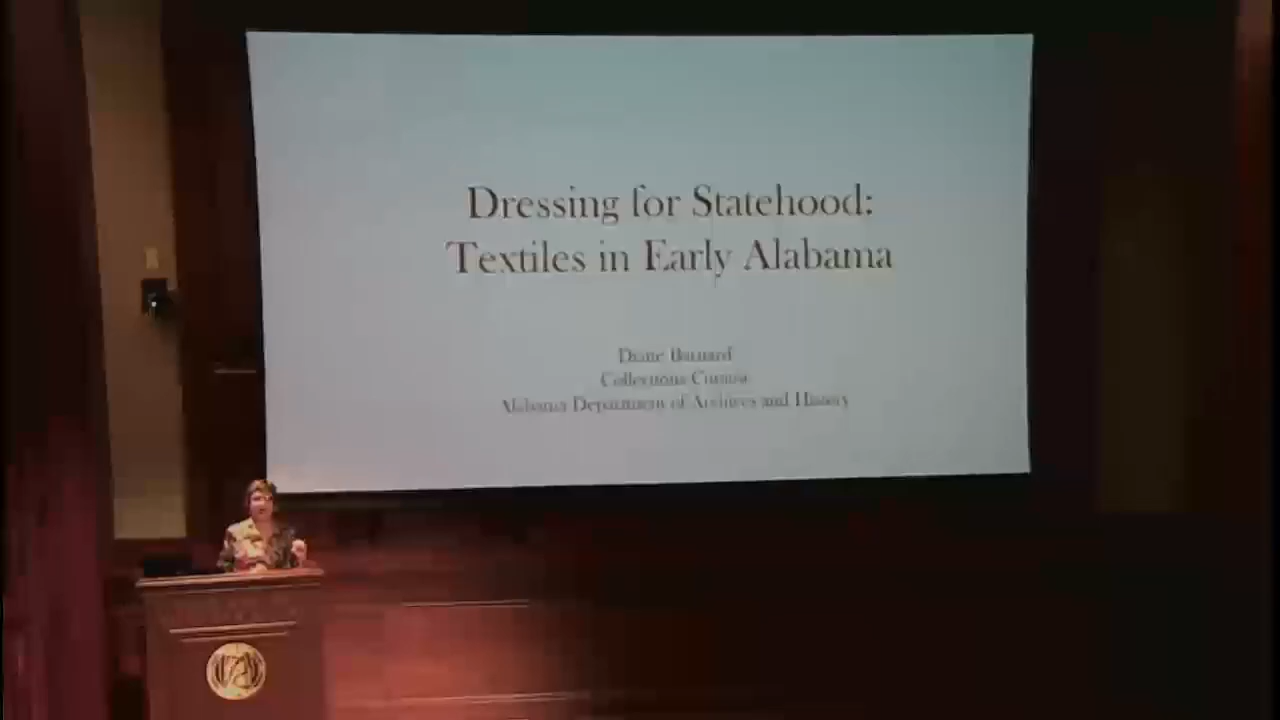 Dressing for Statehood:
Textiles in Early Alabama
Diane Barnard
Collections Curator
Alabama Department of Archives and History